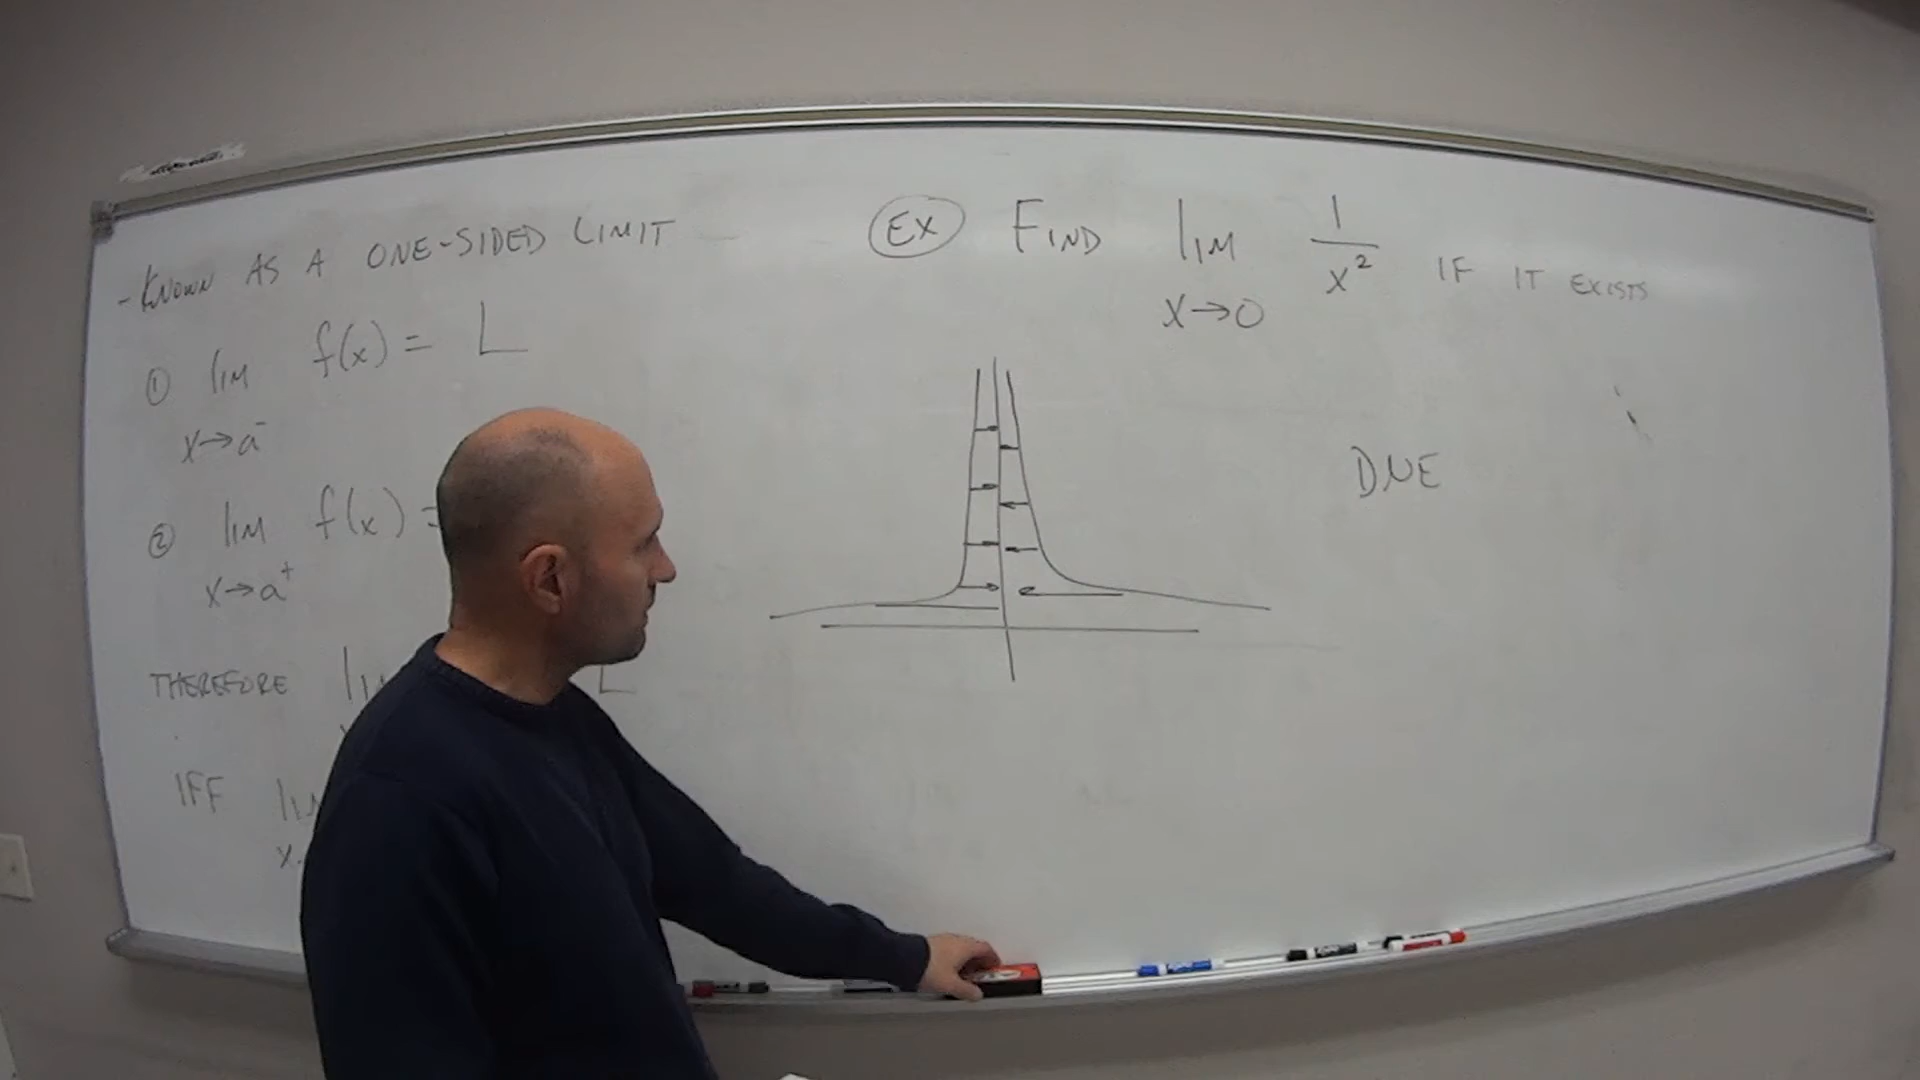 - KNOWN AS A ONE-SIDED LIMIT
① lim f(x) = L
x→a⁻
② lim f(x) =
x→a⁺
THEREFORE L
IFF
EX FIND lim 1/x² IF IT EXISTS
x→0
DNE